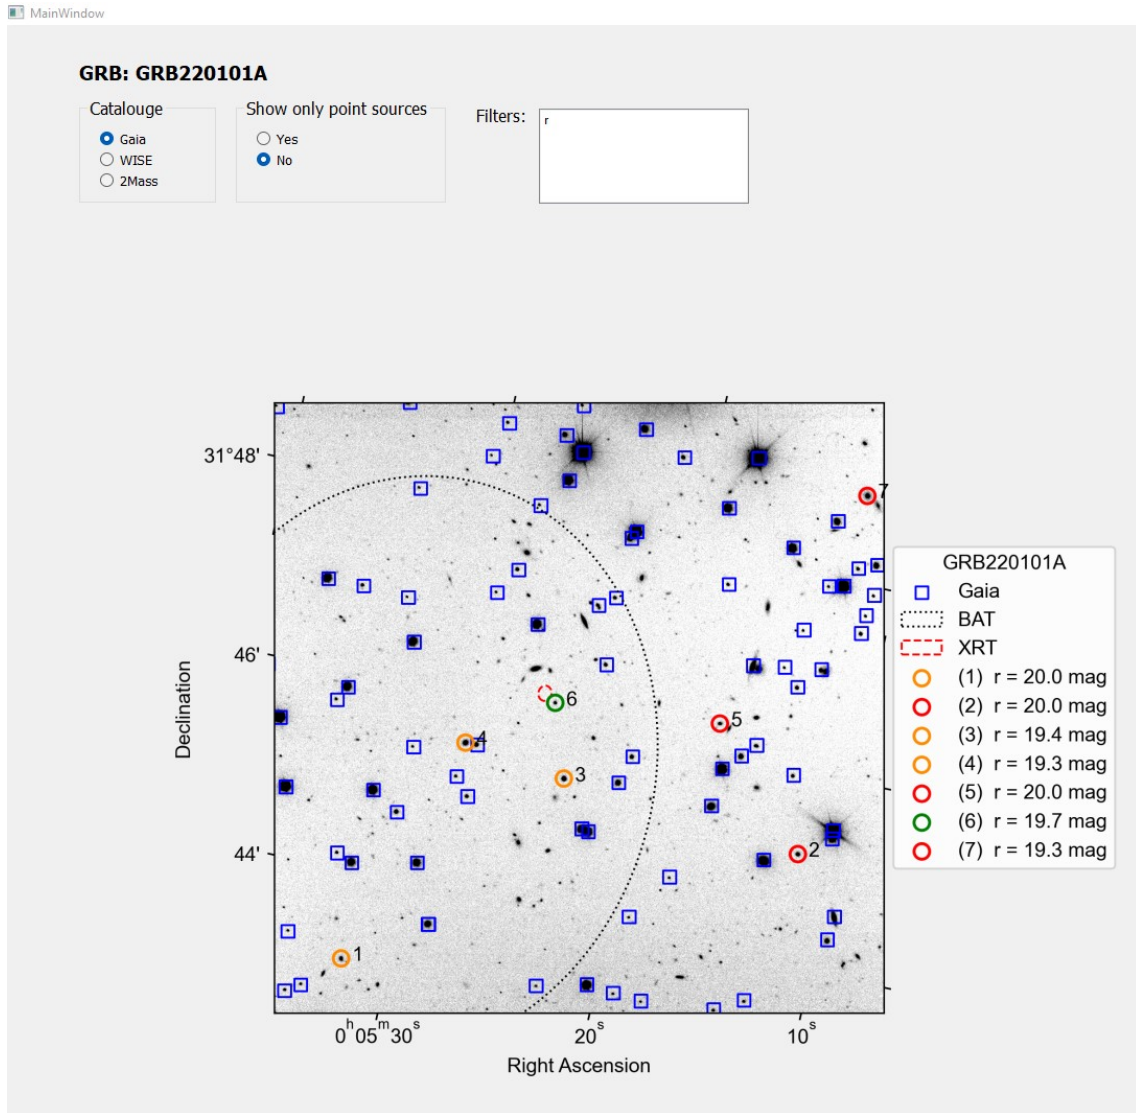 MainWindow
GRB: GRB220101A
Catalouge
Gaia
WISE
2Mass
Show only point sources
Yes
No
Filters:
r
31°48'
46'
44'
Declination
7
6
5
4
3
2
1
0h05m30s
20s
10s
Right Ascension
GRB220101A
Gaia
BAT
XRT
(1) r = 20.0 mag
(2) r = 20.0 mag
(3) r = 19.4 mag
(4) r = 19.3 mag
(5) r = 20.0 mag
(6) r = 19.7 mag
(7) r = 19.3 mag